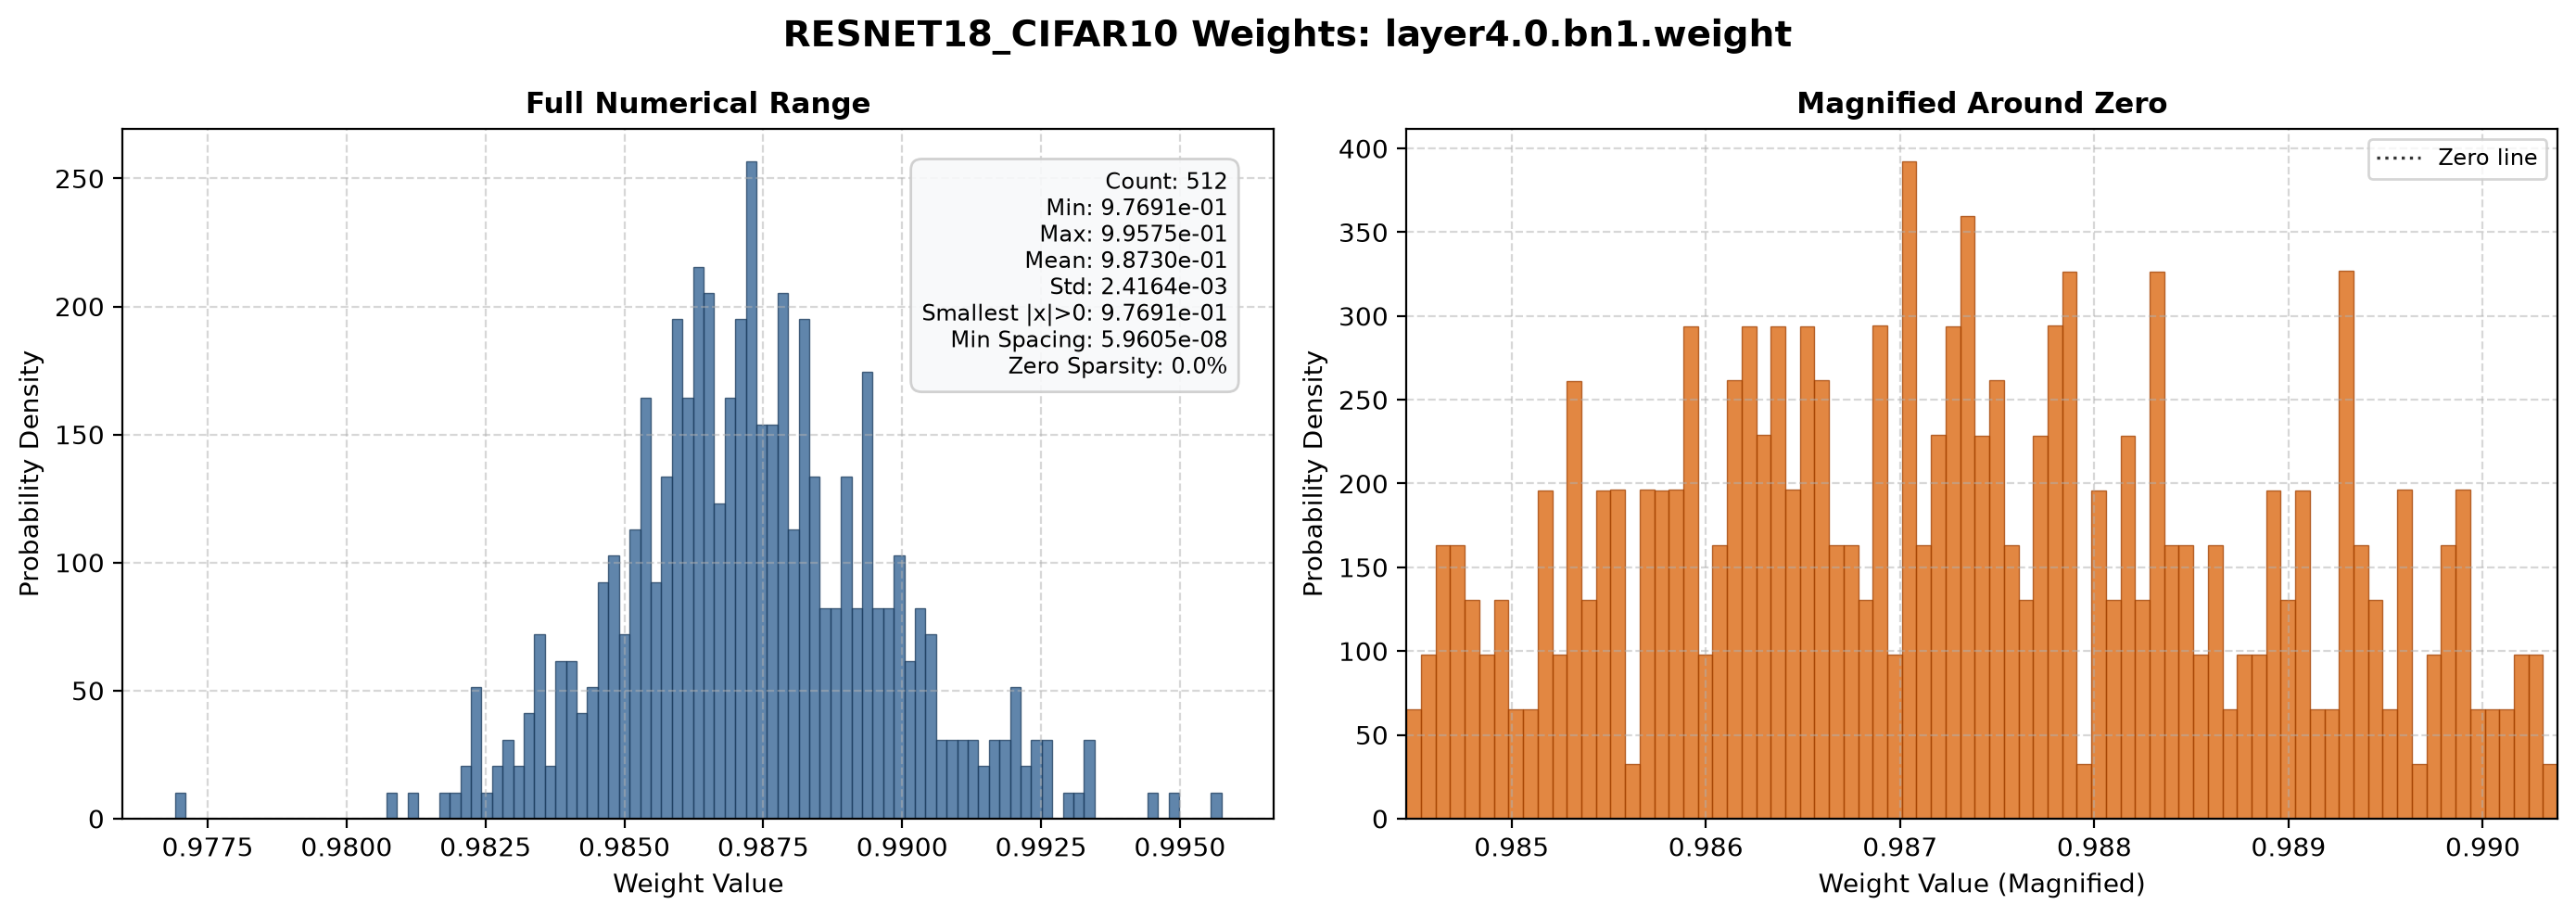 RESNET18_CIFAR10 Weights: layer4.0.bn1.weight
Full Numerical Range
Probability Density
250
200
150
100
50
0
Count: 512
Min: 9.7691e-01
Max: 9.9575e-01
Mean: 9.8730e-01
Std: 2.4164e-03
Smallest |x|>0: 9.7691e-01
Min Spacing: 5.9605e-08
Zero Sparsity: 0.0%
0.9775 0.9800 0.9825 0.9850 0.9875 0.9900 0.9925 0.9950
Weight Value
Magnified Around Zero
Probability Density
400
350
300
250
200
150
100
50
0
Zero line
0.985 0.986 0.987 0.988 0.989 0.990
Weight Value (Magnified)